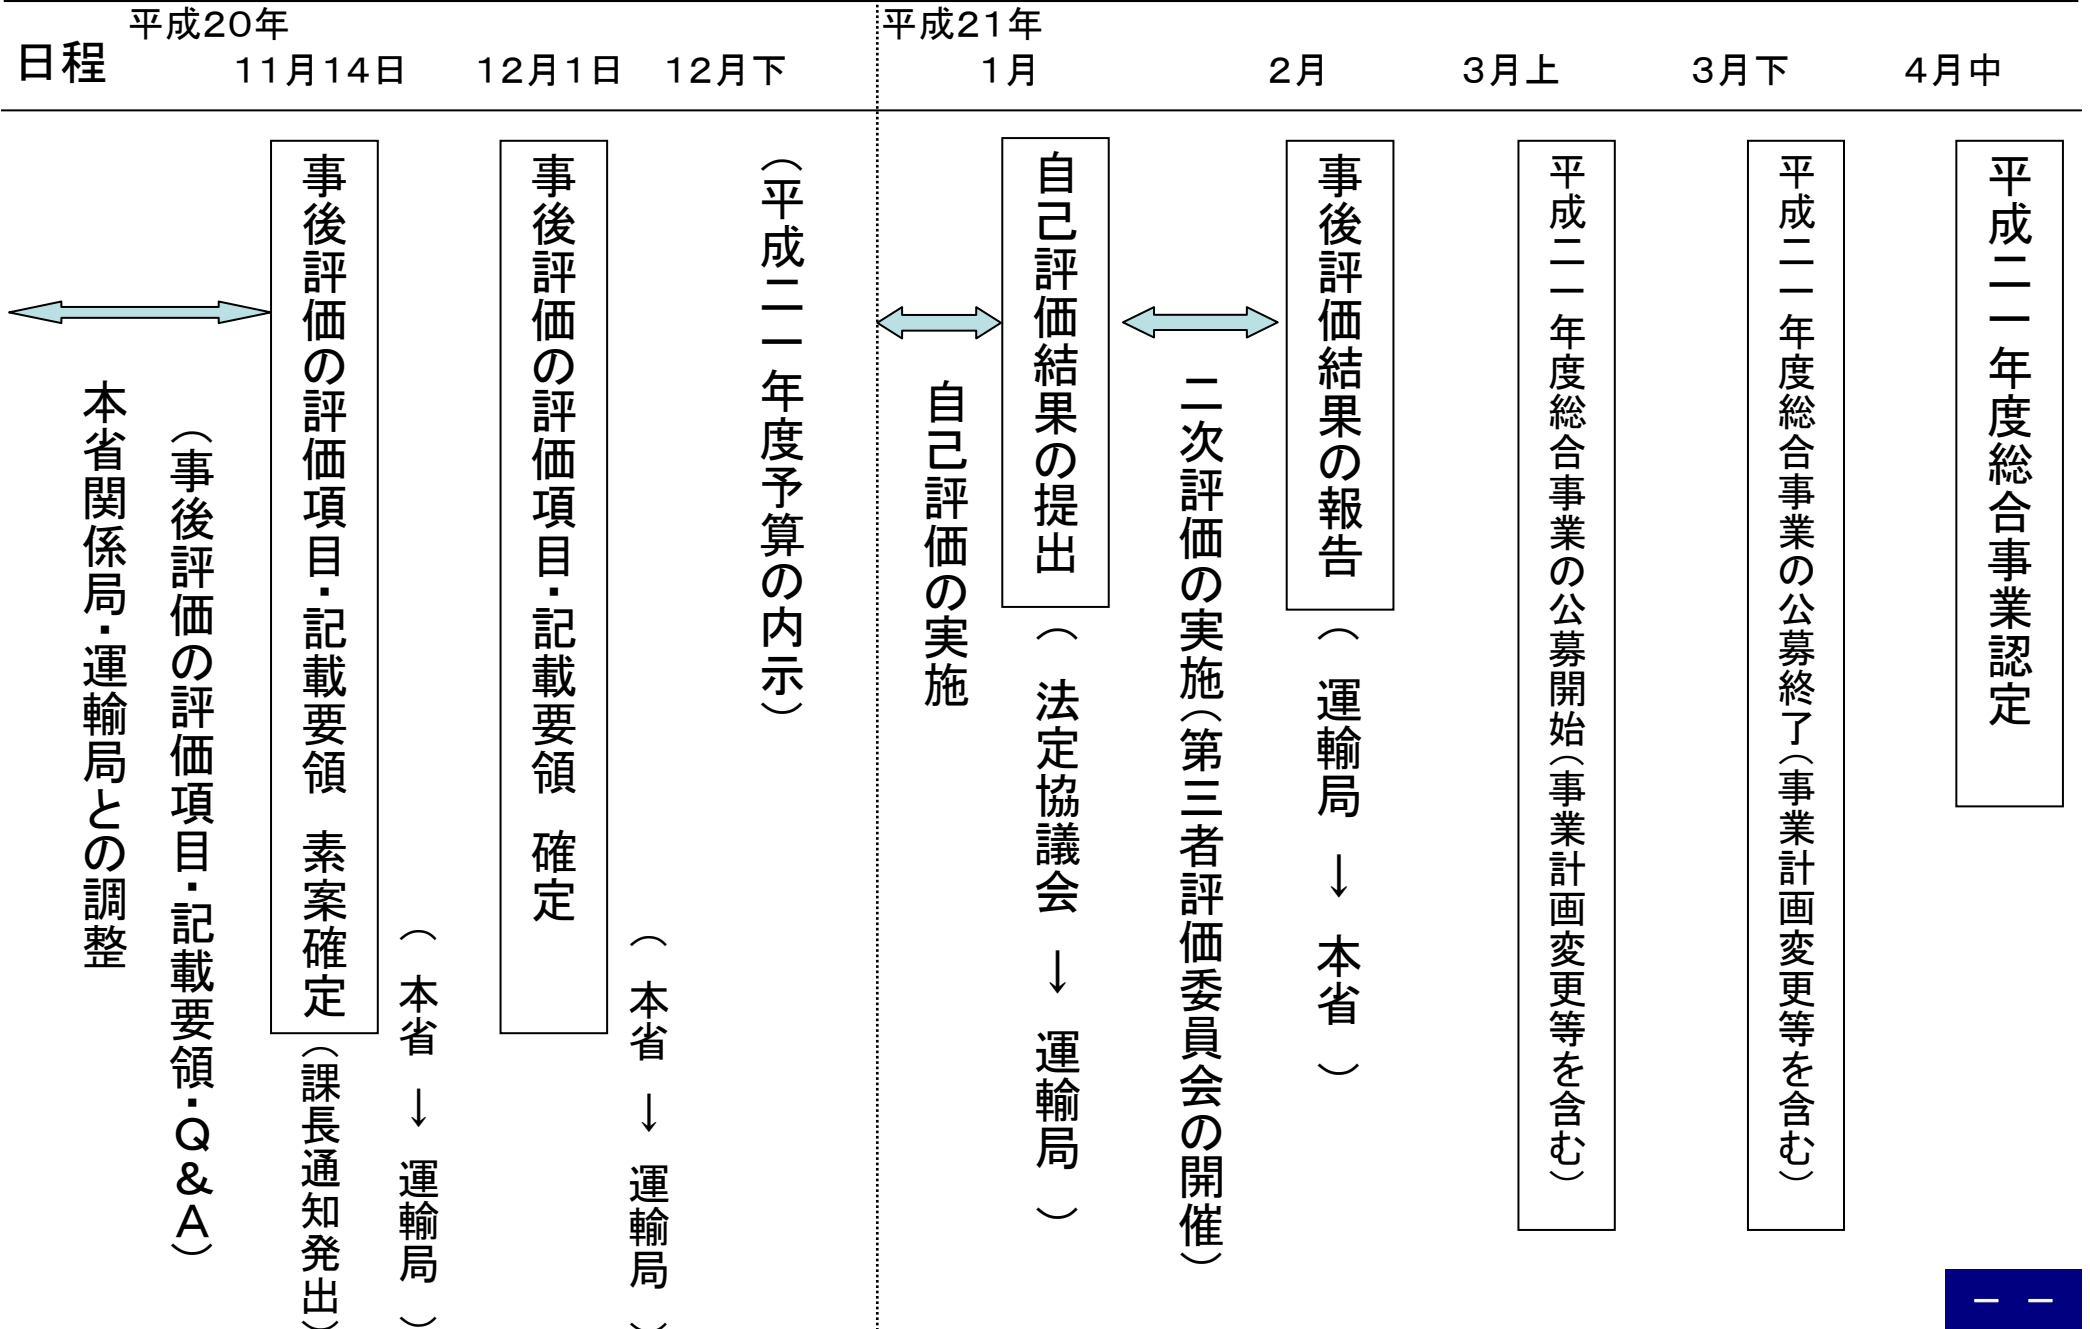 日程
平成20年
11月14日
12月1日
12月下
平成21年
1月
2月
3月上
3月下
4月中
本省関係局・運輸局との調整
（事後評価の評価項目・記載要領・Q＆A）
事後評価の評価項目・記載要領 素案確定
（課長通知発出）
（ 本省 → 運輸局 ）
事後評価の評価項目・記載要領 確定
（ 本省 → 運輸局 ）
（平成二一年度予算の内示）
自己評価の実施
自己評価結果の提出
（ 法定協議会 → 運輸局 ）
二次評価の実施（第三者評価委員会の開催）
事後評価結果の報告
（ 運輸局 → 本省 ）
平成二一年度総合事業の公募開始（事業計画変更等を含む）
平成二一年度総合事業の公募終了（事業計画変更等を含む）
平成二一年度総合事業認定
－ －